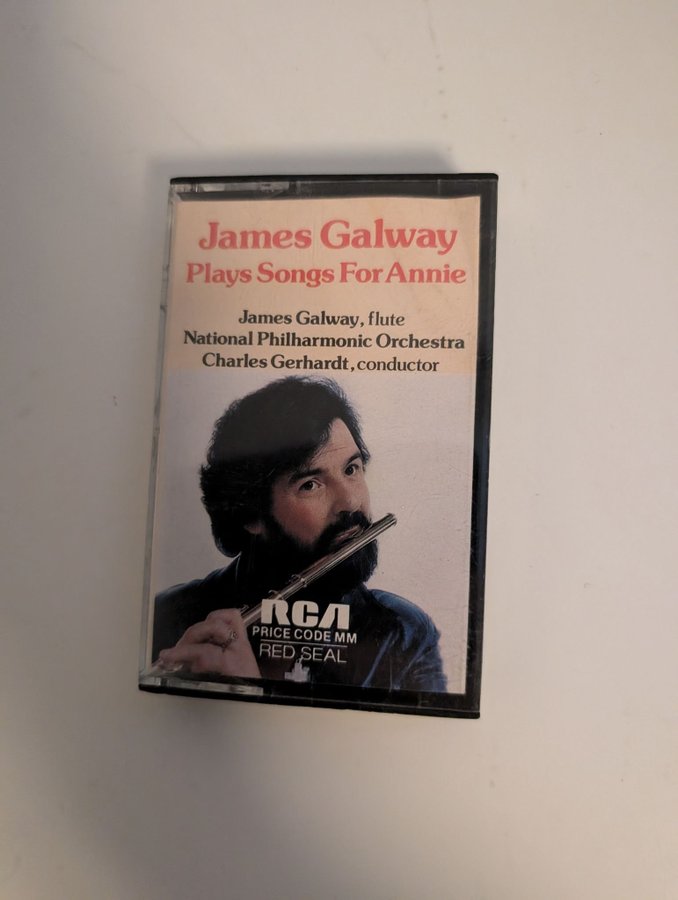 James Galway
Plays Songs For Annie
James Galway, flute
National Philharmonic Orchestra
Charles Gerhardt, conductor
RCA
PRICE CODE MM
RED SEAL